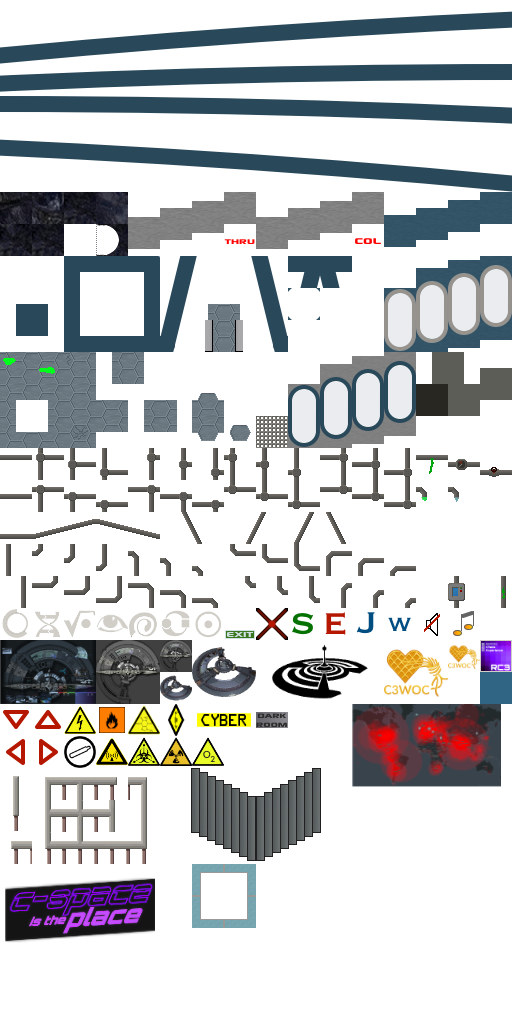 THRU
COL
EXIT
S
E
J
w
C3WOC
C3WOC
RC3
CYBER
DARK
ROOM
O2
c-space
is the place